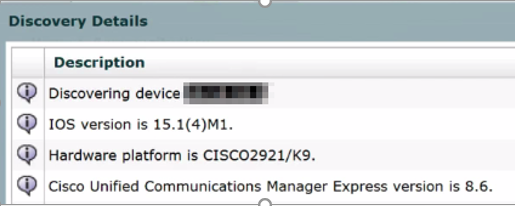 Discovery Details
Description
Discovering device
IOS version is 15.1(4)M1.
Hardware platform is CISCO2921/K9.
Cisco Unified Communications Manager Express version is 8.6.